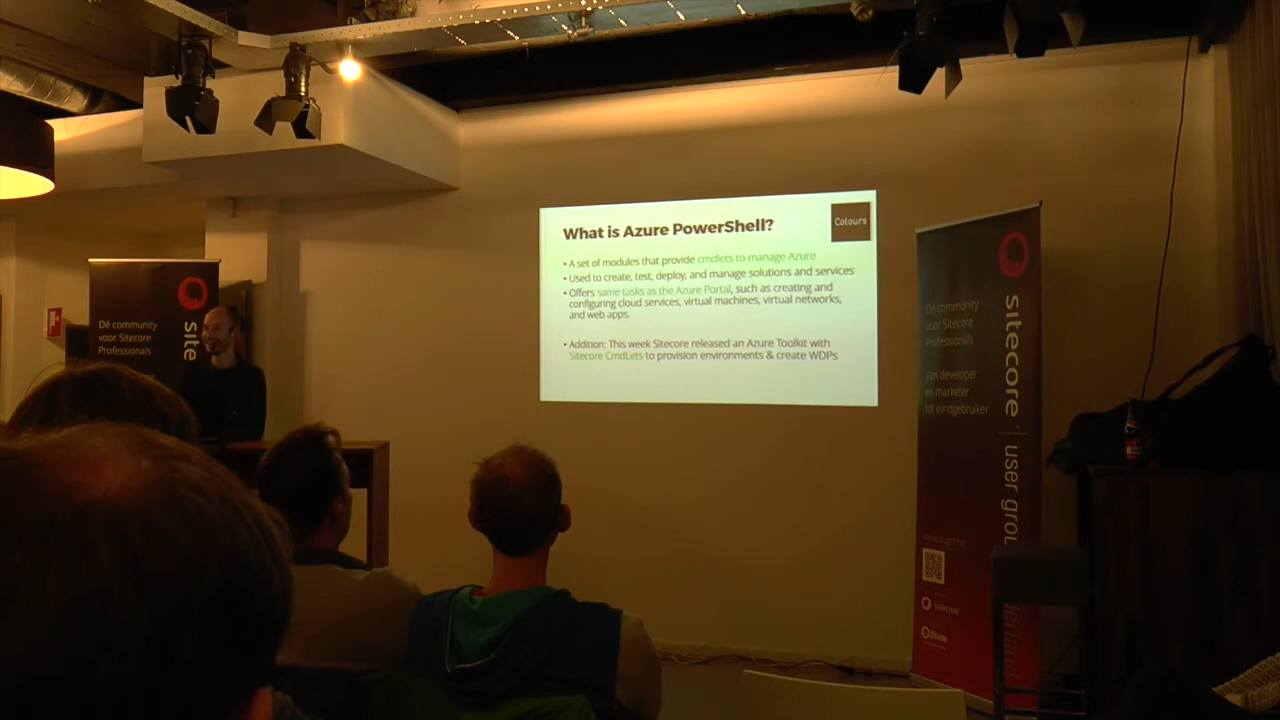 What is Azure PowerShell?
Colours
• A set of modules that provide cmdlets to manage Azure
• Used to create, test, deploy, and manage solutions and services
• Offers same tasks as the Azure Portal, such as creating and
configuring cloud services, virtual machines, virtual networks,
and web apps.
• Addition: This week Sitecore released an Azure Toolkit with
Sitecore CmdLets to provision environments & create WDPs
Dé community
voor Sitecore
Professionals
site
Dé community
voor Sitecore
Professionals
Van developer
en marketer
tot eindgebruiker
sitecore | user grou
sitecore